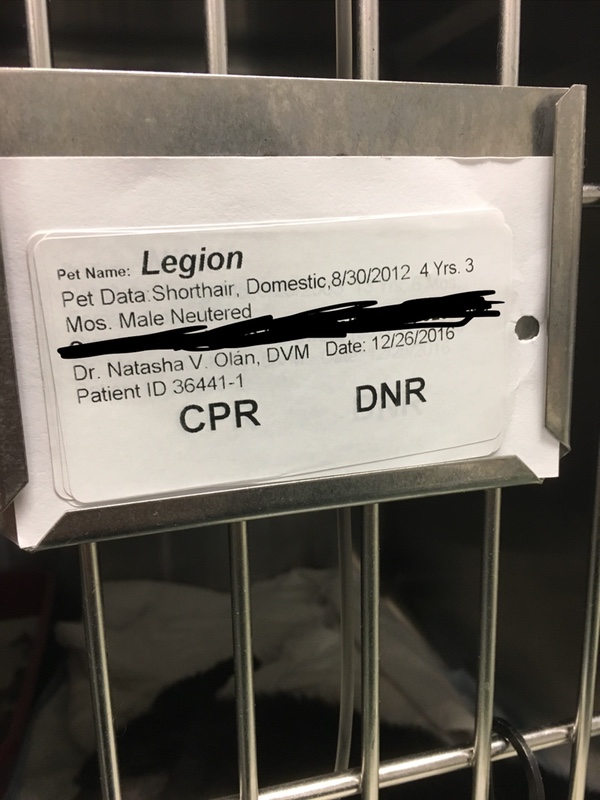 Pet Name: Legion
Pet Data:Shorthair, Domestic,8/30/2012 4 Yrs. 3
Mos. Male Neutered
Dr. Natasha V. Olán, DVM Date: 12/26/2016
Patient ID 36441-1
CPR DNR